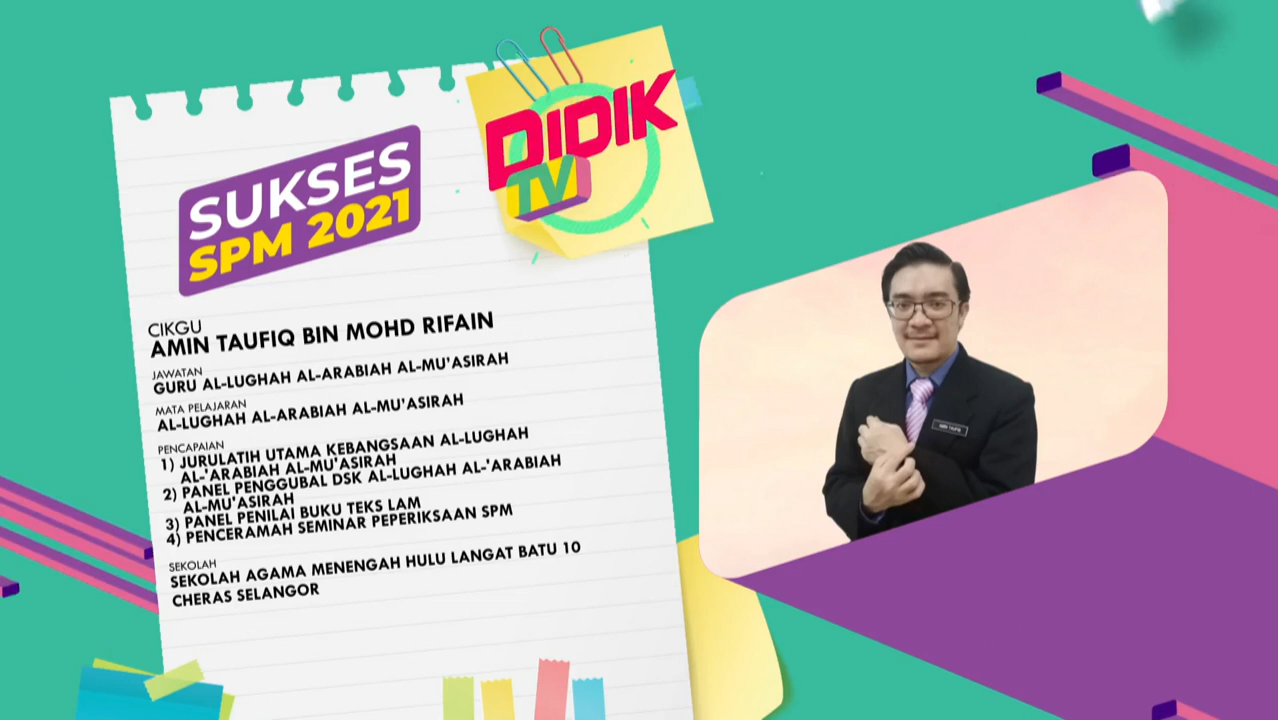 SUKSES
SPM 2021
DIDIK
TV
CIKGU
AMIN TAUFIQ BIN MOHD RIFAIN
JAWATAN
GURU AL-LUGHAH AL-ARABIAH AL-MU'ASIRAH
MATA PELAJARAN
AL-LUGHAH AL-ARABIAH AL-MU'ASIRAH
PENCAPAIAN
1) JURULATIH UTAMA KEBANGSAAN AL-LUGHAH
AL-'ARABIAH AL-MU'ASIRAH
2) PANEL PENGGUBAL DSK AL-LUGHAH AL-'ARABIAH
AL-MU'ASIRAH
3) PANEL PENILAI BUKU TEKS LAM
4) PENCERAMAH SEMINAR PEPERIKSAAN SPM
SEKOLAH
SEKOLAH AGAMA MENENGAH HULU LANGAT BATU 10
CHERAS SELANGOR
AMIN TAUFIQ